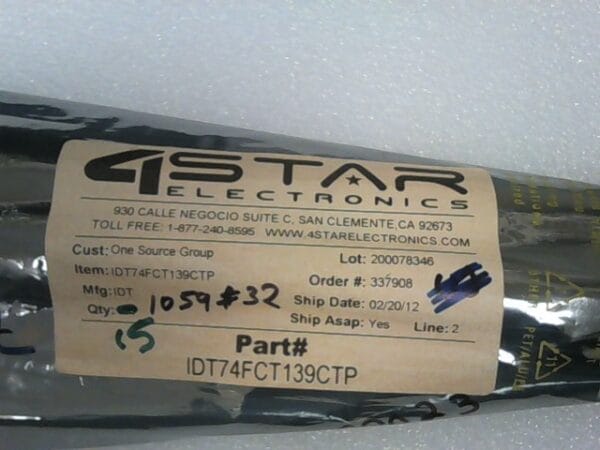 4STAR
ELECTRONICS
930 CALLE NEGOCIO SUITE C, SAN CLEMENTE,CA 92673
TOLL FREE: 1-877-240-8595 WWW.4STARELECTRONICS.COM
Cust: One Source Group
Lot: 200078346
Item: IDT74FCT139CTP
Order #: 337908
Mfg: IDT
1059#32
Ship Date: 02/20/12
Qty:
15
Ship Asap: Yes Line: 2
Part#
IDT74FCT139CTP